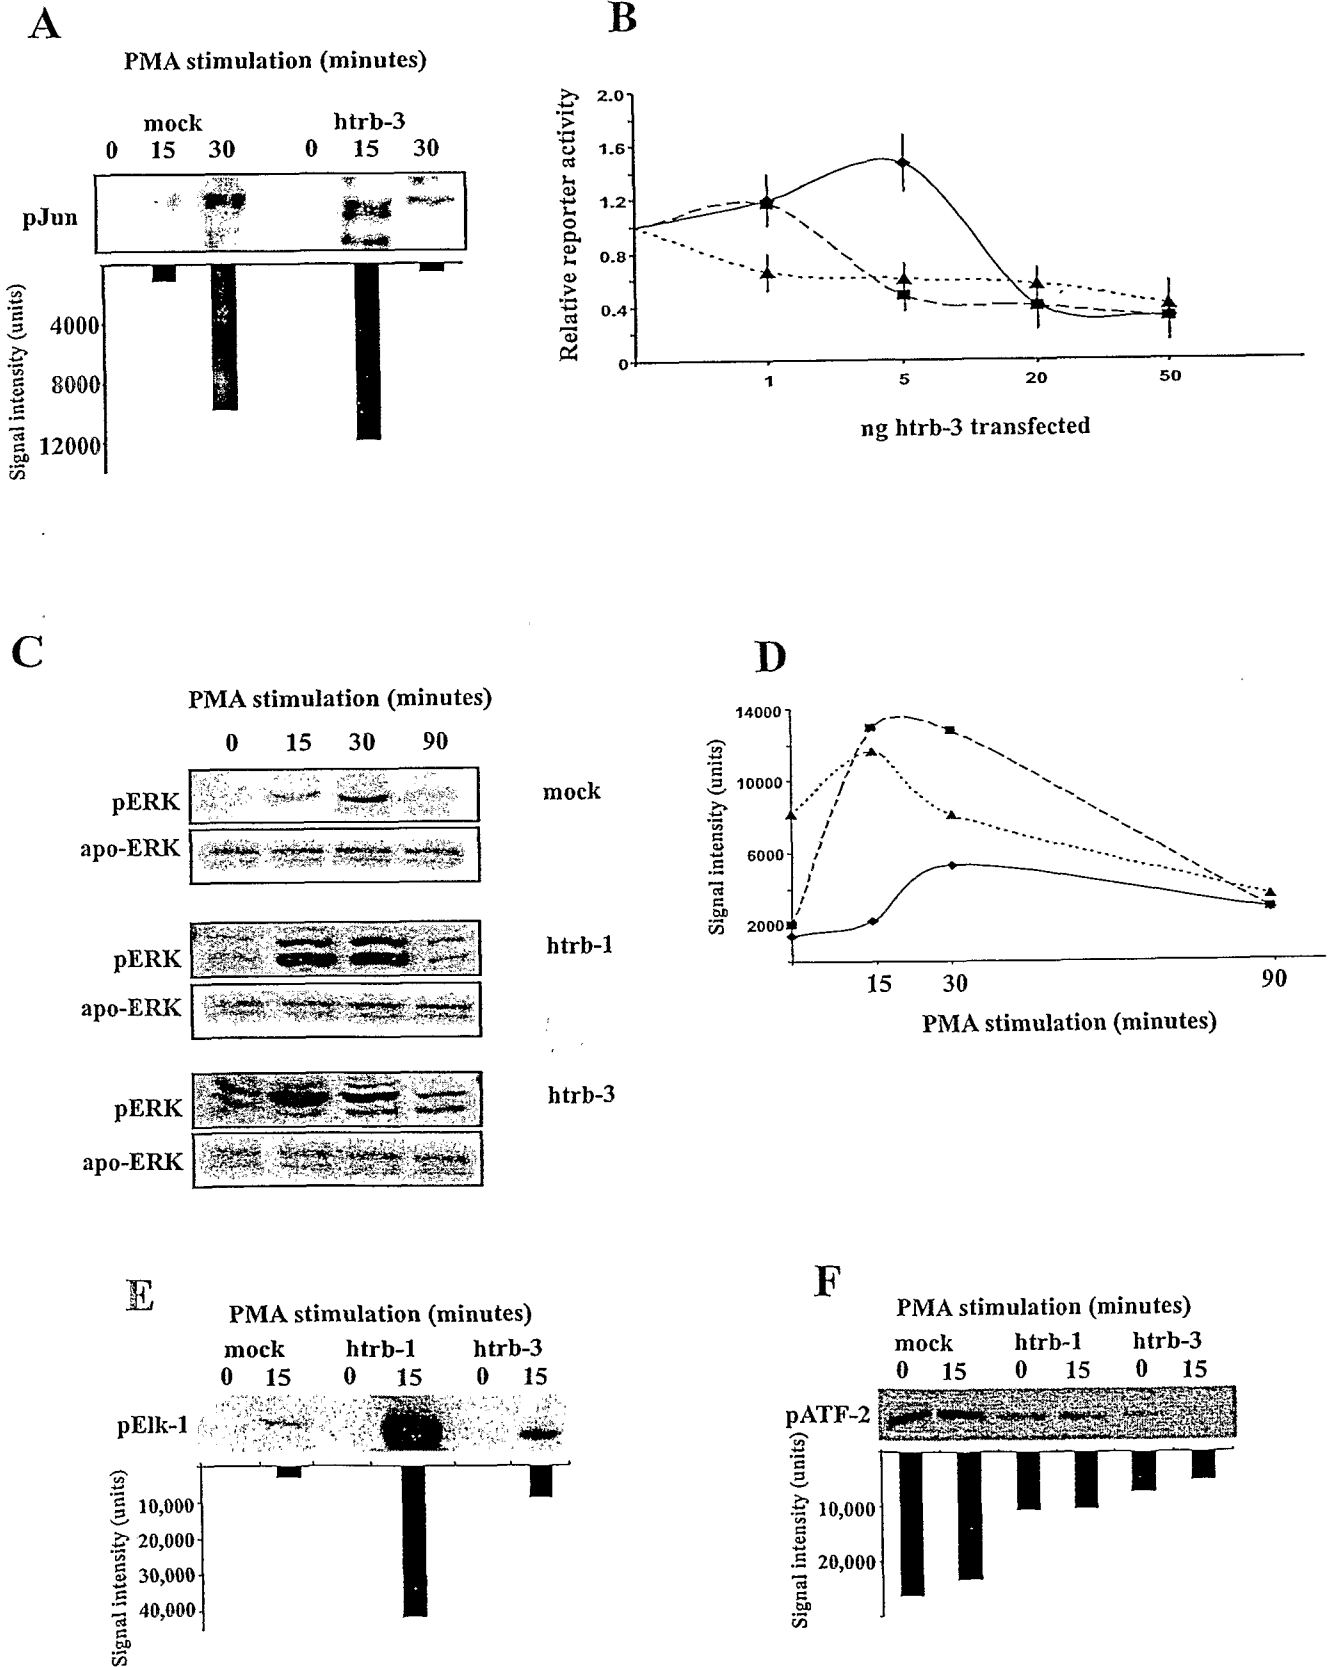 A
PMA stimulation (minutes)
mock htrb-3
0 15 30 0 15 30
pJun
Signal intensity (units)
4000
8000
12000
B
Relative reporter activity
2.0
1.6
1.2
0.8
0.4
0
1 5 20 50
ng htrb-3 transfected
C
PMA stimulation (minutes)
0 15 30 90
pERK mock
apo-ERK
pERK htrb-1
apo-ERK
pERK htrb-3
apo-ERK
D
Signal intensity (units)
14000
10000
6000
2000
15 30 90
PMA stimulation (minutes)
E
PMA stimulation (minutes)
mock htrb-1 htrb-3
0 15 0 15 0 15
pElk-1
Signal intensity (units)
10,000
20,000
30,000
40,000
F
PMA stimulation (minutes)
mock htrb-1 htrb-3
0 15 0 15 0 15
pATF-2
Signal intensity (units)
10,000
20,000